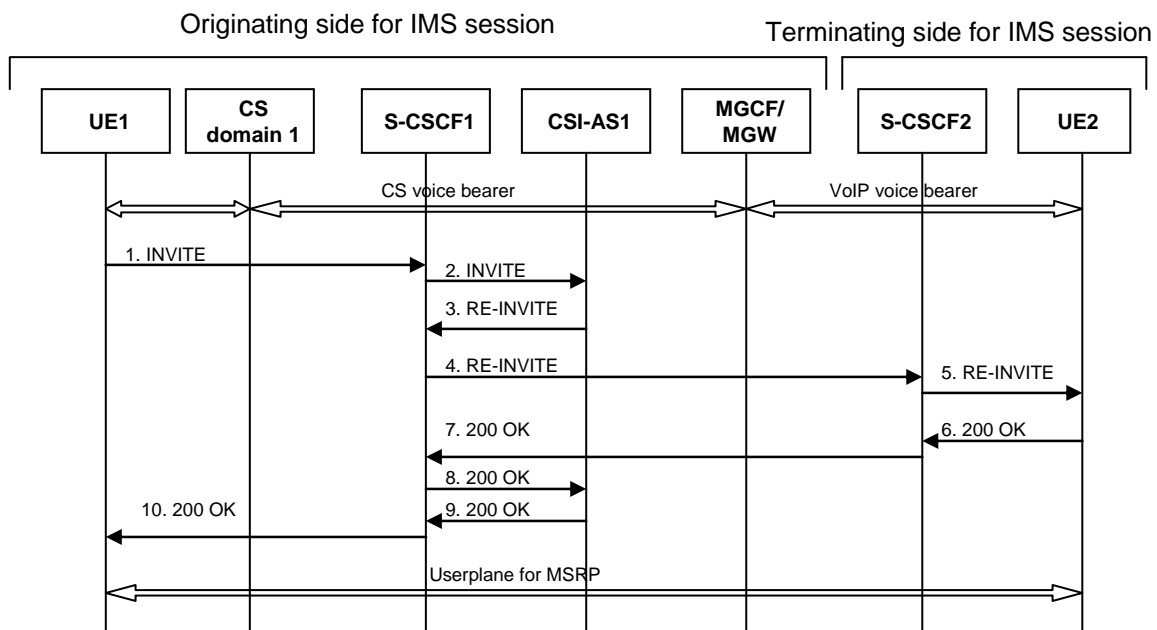 Originating side for IMS session
Terminating side for IMS session
UE1
CS
domain 1
S-CSCF1
CSI-AS1
MGCF/
MGW
S-CSCF2
UE2
CS voice bearer
VoIP voice bearer
1. INVITE
2. INVITE
3. RE-INVITE
4. RE-INVITE
5. RE-INVITE
6. 200 OK
7. 200 OK
8. 200 OK
9. 200 OK
10. 200 OK
Userplane for MSRP